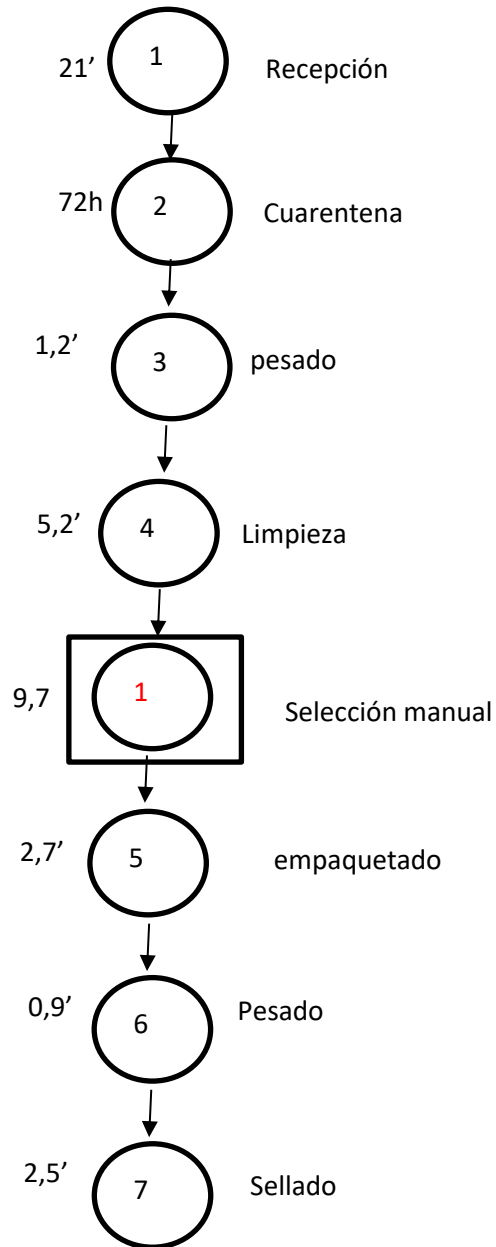 21’ 1 Recepción
72h 2 Cuarentena
1,2’ 3 pesado
5,2’ 4 Limpieza
9,7 1 Selección manual
2,7’ 5 empaquetado
0,9’ 6 Pesado
2,5’ 7 Sellado